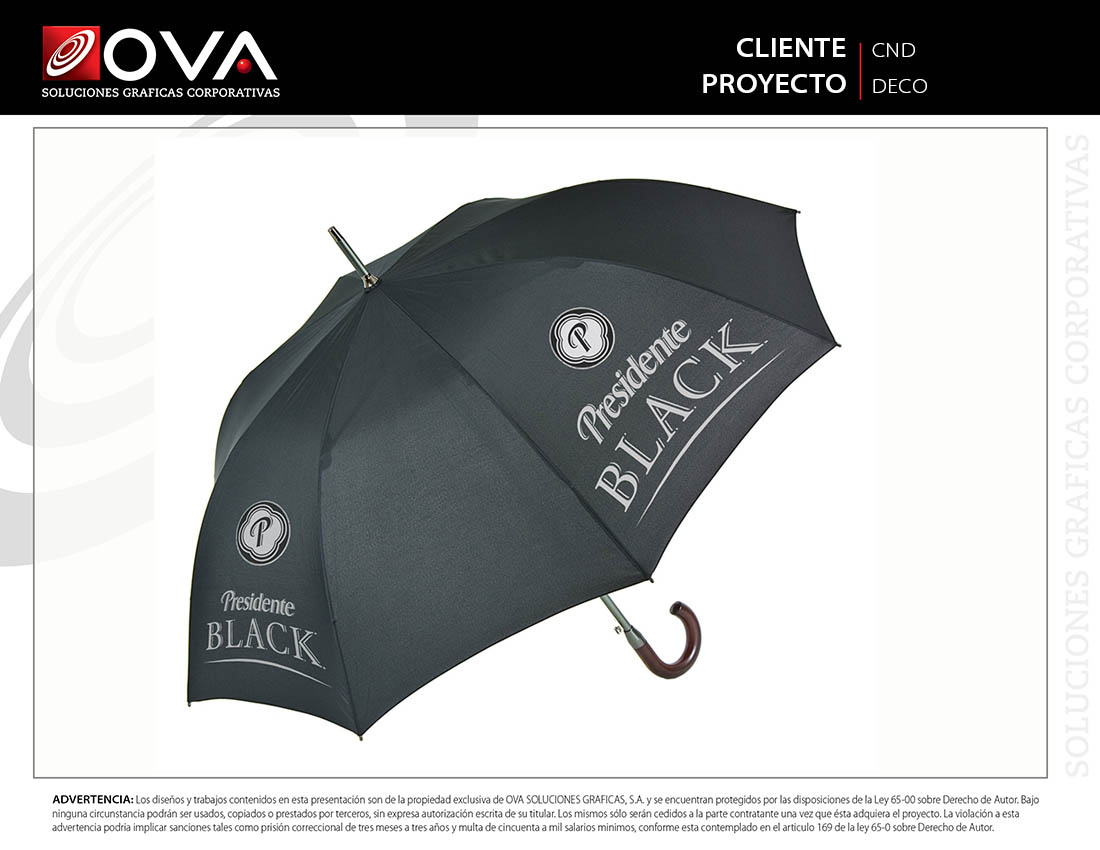 OVA
SOLUCIONES GRAFICAS CORPORATIVAS
CLIENTE CND
PROYECTO DECO
P
Presidente
BLACK
P
Presidente
BLACK
SOLUCIONES GRAFICAS CORPORATIVAS
ADVERTENCIA: Los diseños y trabajos contenidos en esta presentación son de la propiedad exclusiva de OVA SOLUCIONES GRAFICAS, S.A. y se encuentran protegidos por las disposiciones de la Ley 65-00 sobre Derecho de Autor. Bajo
ninguna circunstancia podrán ser usados, copiados o prestados por terceros, sin expresa autorización escrita de su titular. Los mismos sólo serán cedidos a la parte contratante una vez que ésta adquiera el proyecto. La violación a esta
advertencia podria implicar sanciones tales como prisión correccional de tres meses a tres años y multa de cincuenta a mil salarios minimos, conforme esta contemplado en el articulo 169 de la ley 65-0 sobre Derecho de Autor.